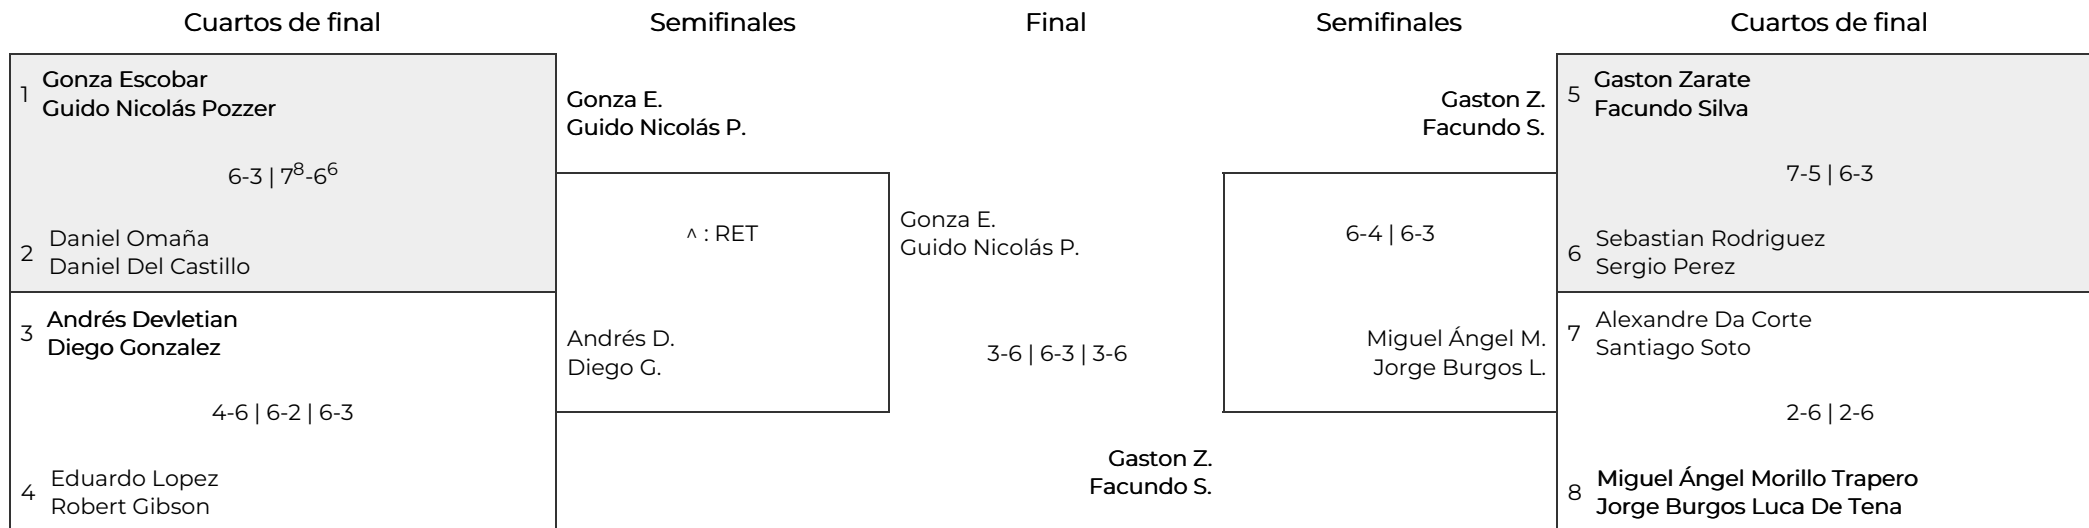 Cuartos de final
Semifinales
Final
Semifinales
Cuartos de final
1
Gonza Escobar
Guido Nicolás Pozzer
6-3 | 7⁸-6⁶
2
Daniel Omaña
Daniel Del Castillo
3
Andrés Devletian
Diego Gonzalez
4-6 | 6-2 | 6-3
4
Eduardo Lopez
Robert Gibson
Gonza E.
Guido Nicolás P.
^ : RET
Andrés D.
Diego G.
Gonza E.
Guido Nicolás P.
3-6 | 6-3 | 3-6
Gaston Z.
Facundo S.
Gaston Z.
Facundo S.
6-4 | 6-3
Miguel Ángel M.
Jorge Burgos L.
5
Gaston Zarate
Facundo Silva
7-5 | 6-3
6
Sebastian Rodriguez
Sergio Perez
7
Alexandre Da Corte
Santiago Soto
2-6 | 2-6
8
Miguel Ángel Morillo Trapero
Jorge Burgos Luca De Tena